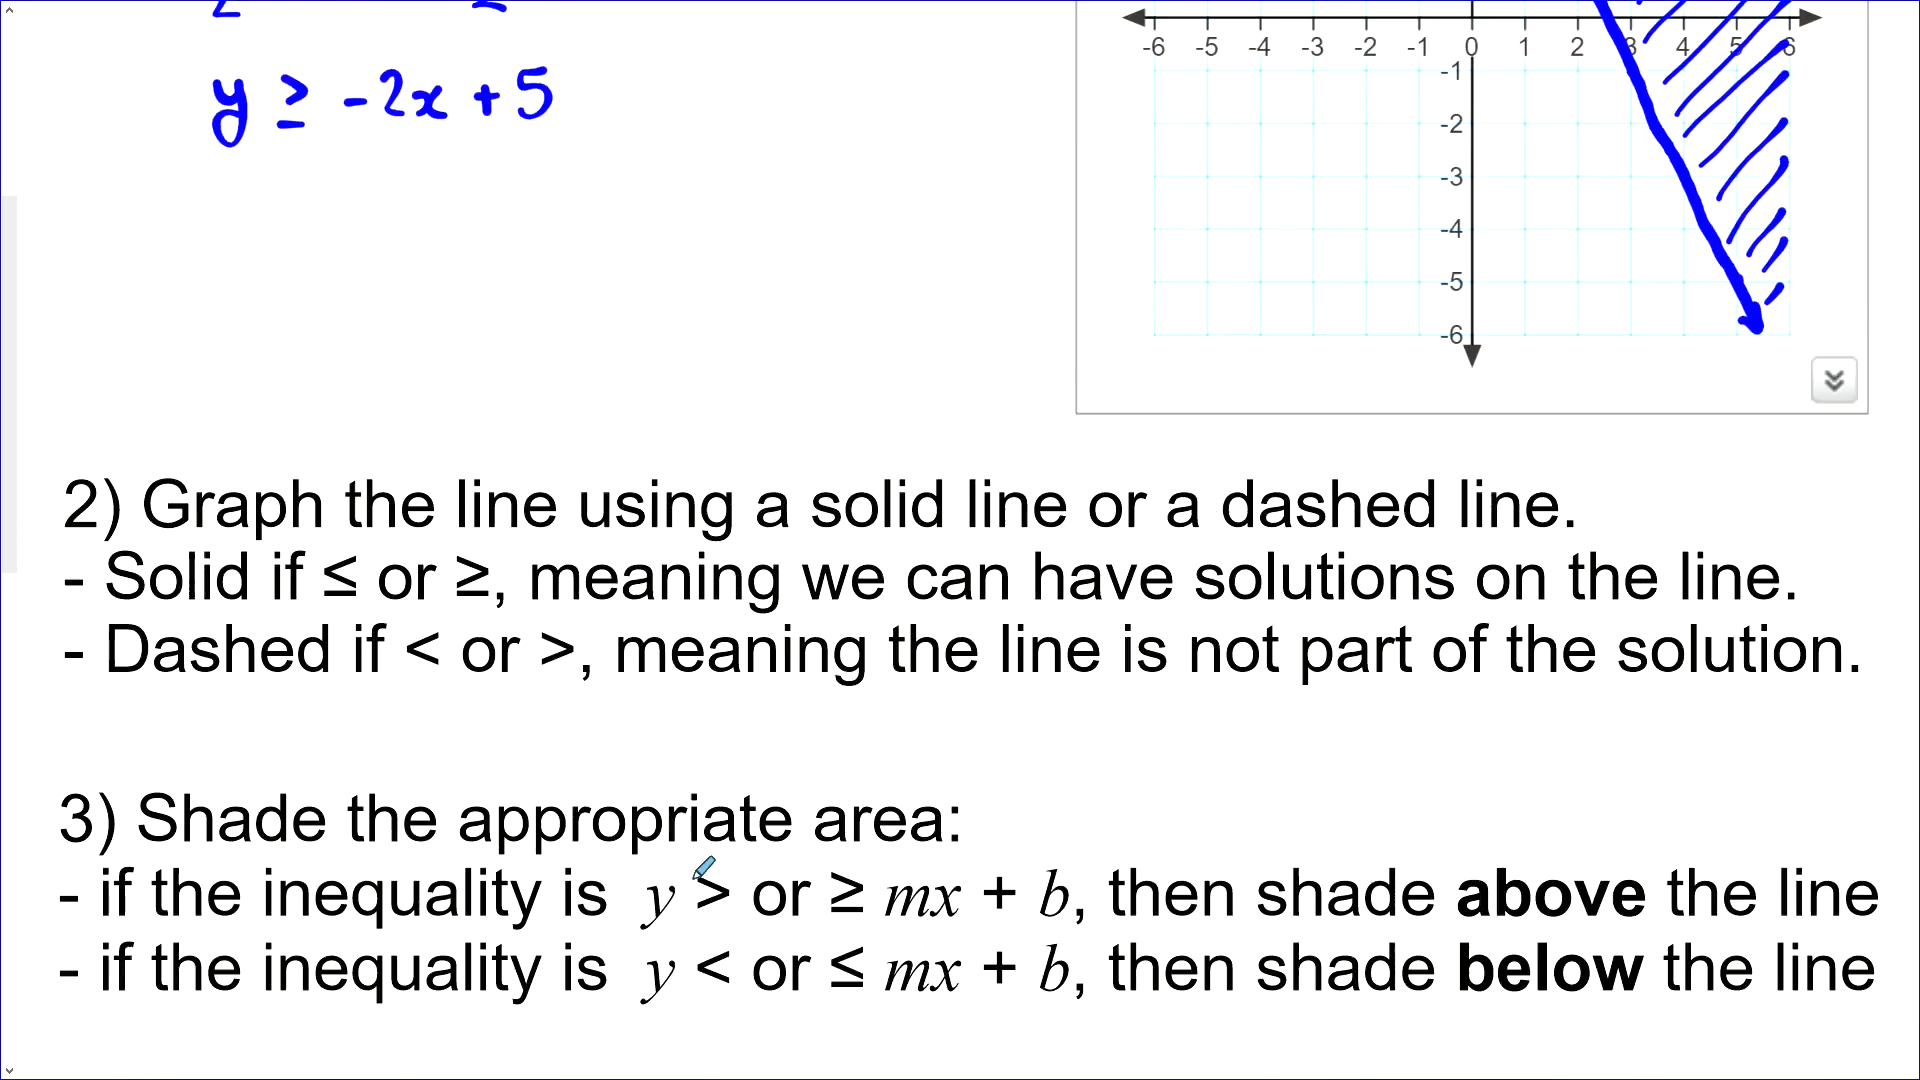 y ≥ -2x + 5
-6 -5 -4 -3 -2 -1 0 1 2 3 4 5 6
-1
-2
-3
-4
-5
-6
2) Graph the line using a solid line or a dashed line.
- Solid if ≤ or ≥, meaning we can have solutions on the line.
- Dashed if < or >, meaning the line is not part of the solution.
3) Shade the appropriate area:
- if the inequality is y > or ≥ mx + b, then shade above the line
- if the inequality is y < or ≤ mx + b, then shade below the line